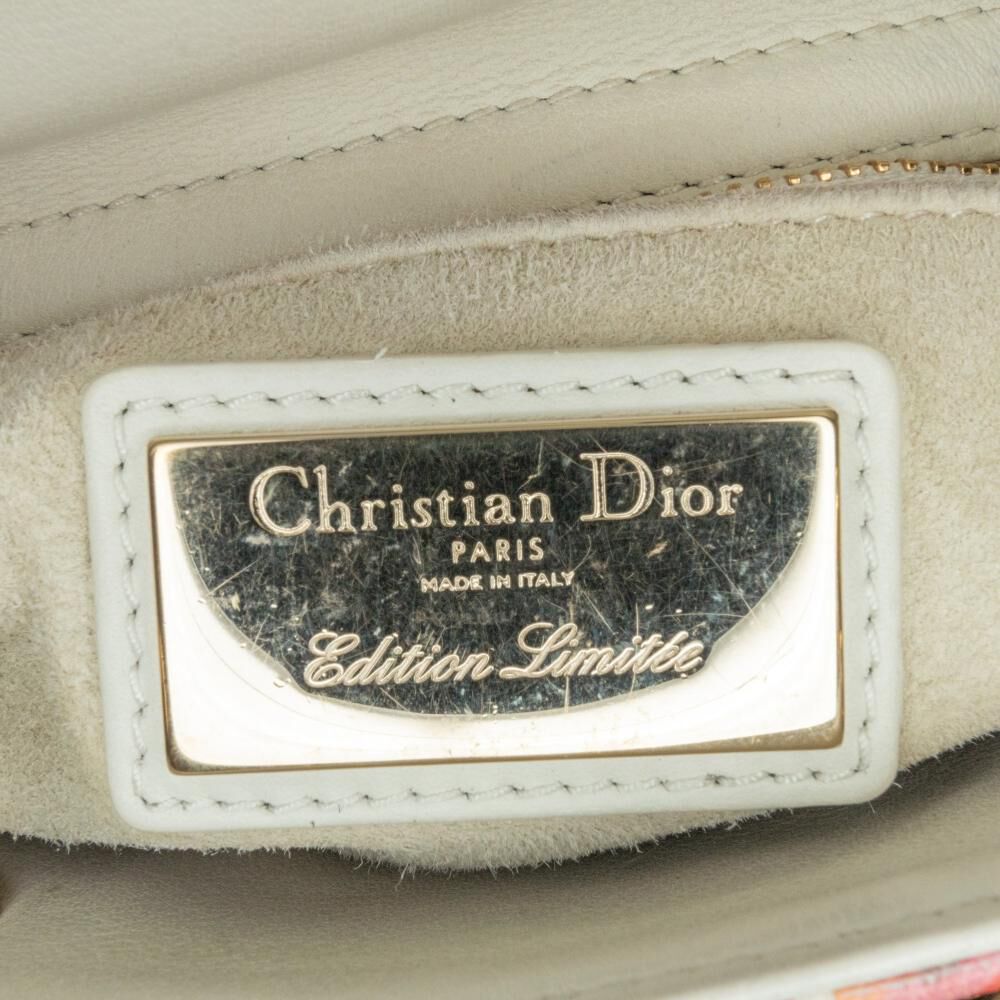 Christian Dior
PARIS
MADE IN ITALY
Edition Limitée